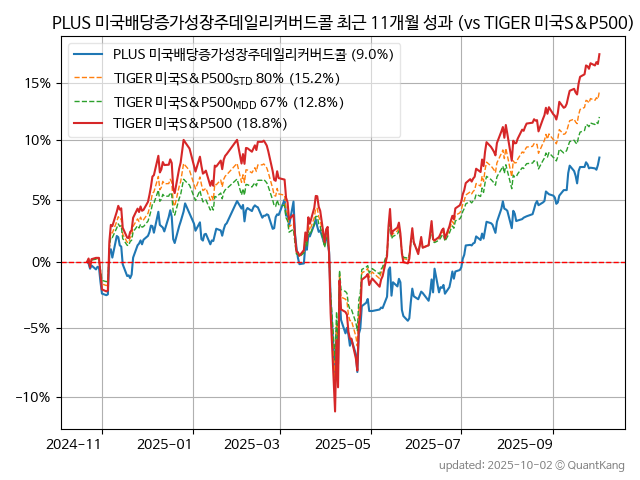 PLUS 미국배당증가성장주데일리커버드콜 최근 11개월 성과 (vs TIGER 미국S&P500)
PLUS 미국배당증가성장주데일리커버드콜 (9.0%)
TIGER 미국S&P500STD 80% (15.2%)
TIGER 미국S&P500MDD 67% (12.8%)
TIGER 미국S&P500 (18.8%)
15%
10%
5%
0%
−5%
−10%
2024-11
2025-01
2025-03
2025-05
2025-07
2025-09
updated: 2025-10-02 © QuantKang